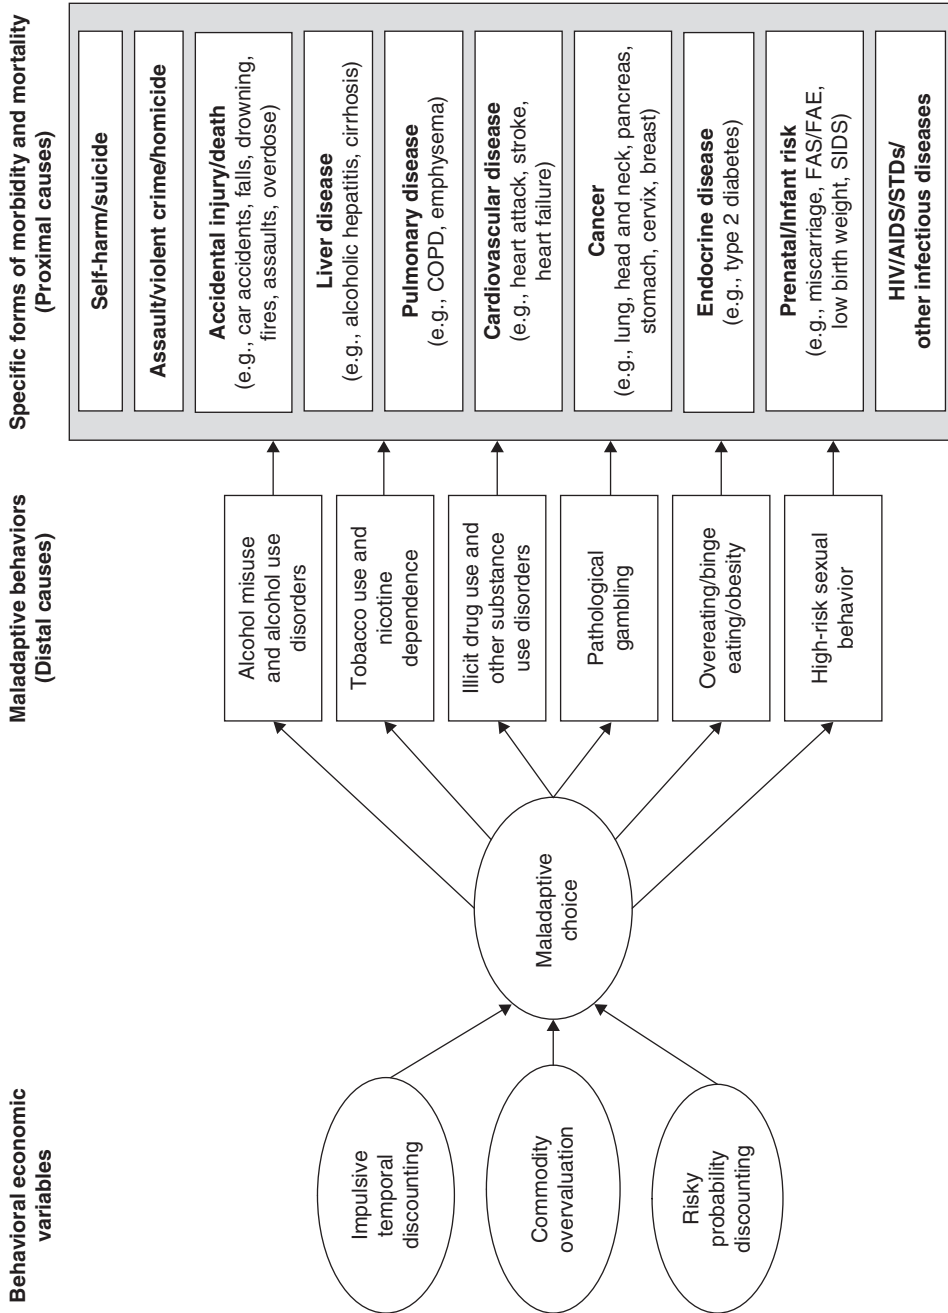 Behavioral economic
variables
Impulsive
temporal
discounting
Commodity
overvaluation
Risky
probability
discounting
Maladaptive
choice
Maladaptive behaviors
(Distal causes)
Alcohol misuse
and alcohol use
disorders
Tobacco use and
nicotine
dependence
Illicit drug use and
other substance
use disorders
Pathological
gambling
Overeating/binge
eating/obesity
High-risk sexual
behavior
Specific forms of morbidity and mortality
(Proximal causes)
Self-harm/suicide
Assault/violent crime/homicide
Accidental injury/death
(e.g., car accidents, falls, drowning,
fires, assaults, overdose)
Liver disease
(e.g., alcoholic hepatitis, cirrhosis)
Pulmonary disease
(e.g., COPD, emphysema)
Cardiovascular disease
(e.g., heart attack, stroke,
heart failure)
Cancer
(e.g., lung, head and neck, pancreas,
stomach, cervix, breast)
Endocrine disease
(e.g., type 2 diabetes)
Prenatal/Infant risk
(e.g., miscarriage, FAS/FAE,
low birth weight, SIDS)
HIV/AIDS/STDs/
other infectious diseases